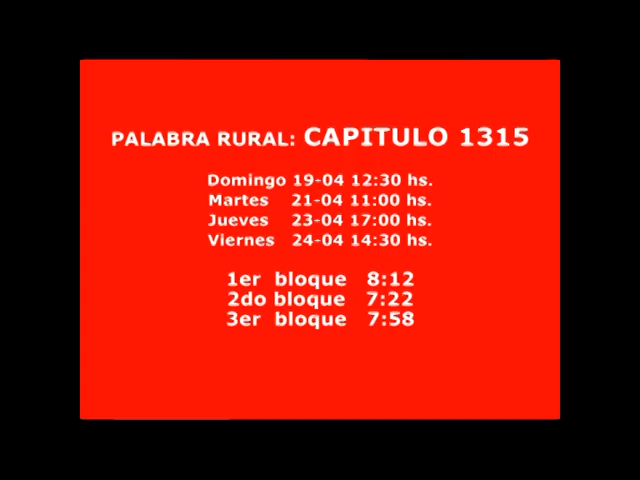 PALABRA RURAL: CAPITULO 1315
Domingo 19-04 12:30 hs.
Martes 21-04 11:00 hs.
Jueves 23-04 17:00 hs.
Viernes 24-04 14:30 hs.
1er bloque 8:12
2do bloque 7:22
3er bloque 7:58